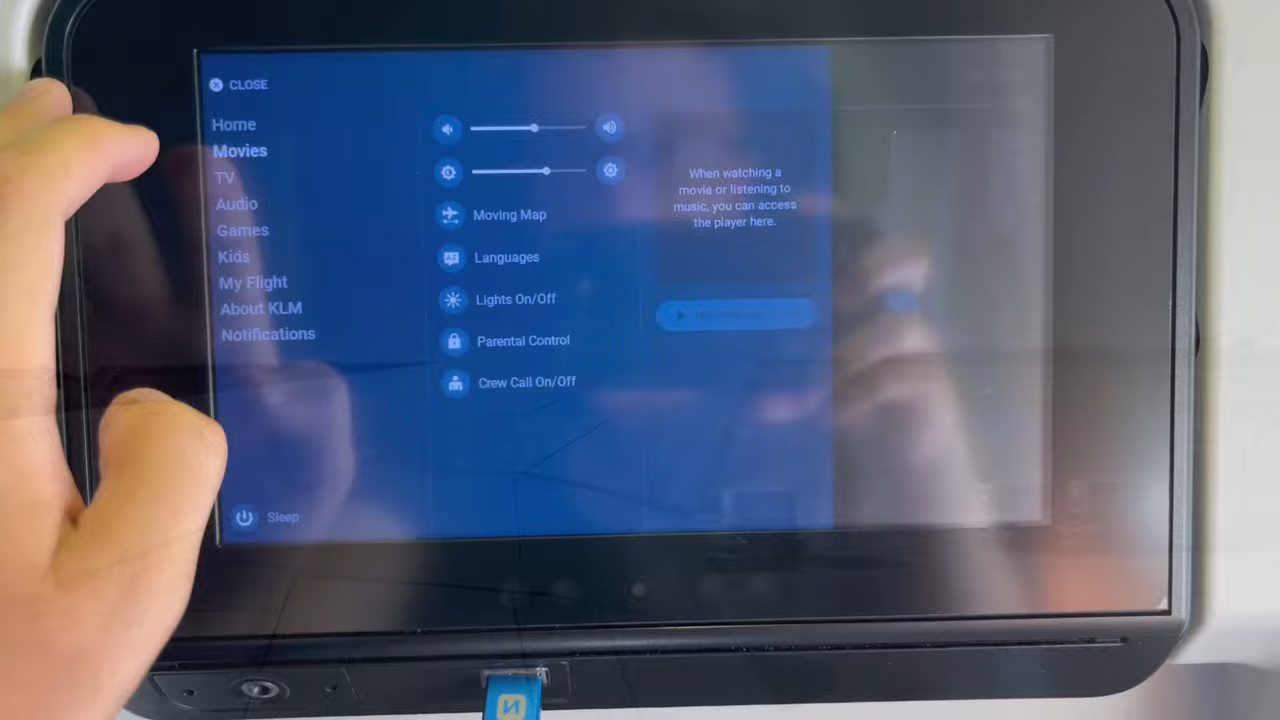 CLOSE
Home
Movies
TV
Audio
Games
Kids
My Flight
About KLM
Notifications
Sleep
Moving Map
Languages
Lights On/Off
Parental Control
Crew Call On/Off
When watching a
movie or listening to
music, you can access
the player here.